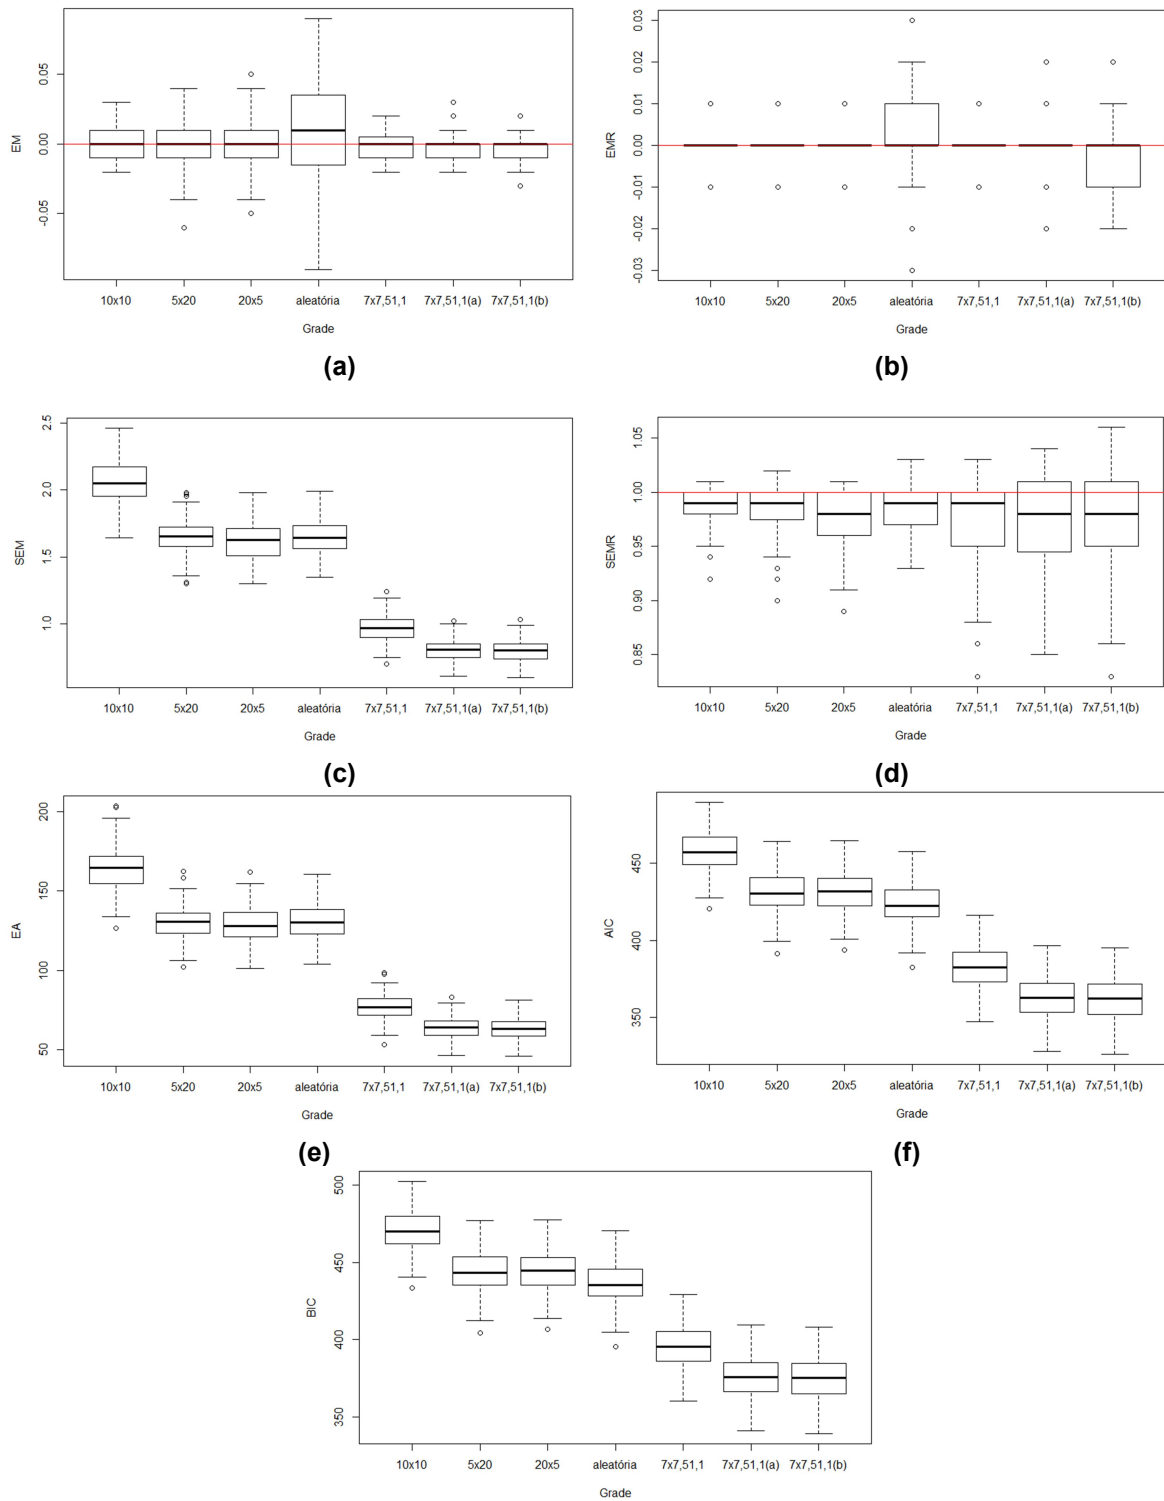 EM
0.05
0.00
-0.05
10x10 5x20 20x5 aleatória 7x7,51,1 7x7,51,1(a) 7x7,51,1(b)
Grade
(a)
EMR
0.03
0.02
0.01
0.00
-0.01
-0.02
-0.03
10x10 5x20 20x5 aleatória 7x7,51,1 7x7,51,1(a) 7x7,51,1(b)
Grade
(b)
SEM
2.5
2.0
1.5
1.0
10x10 5x20 20x5 aleatória 7x7,51,1 7x7,51,1(a) 7x7,51,1(b)
Grade
(c)
SEMR
1.05
1.00
0.95
0.90
0.85
10x10 5x20 20x5 aleatória 7x7,51,1 7x7,51,1(a) 7x7,51,1(b)
Grade
(d)
EA
200
150
100
50
10x10 5x20 20x5 aleatória 7x7,51,1 7x7,51,1(a) 7x7,51,1(b)
Grade
(e)
AIC
450
400
350
10x10 5x20 20x5 aleatória 7x7,51,1 7x7,51,1(a) 7x7,51,1(b)
Grade
(f)
BIC
500
450
400
350
10x10 5x20 20x5 aleatória 7x7,51,1 7x7,51,1(a) 7x7,51,1(b)
Grade